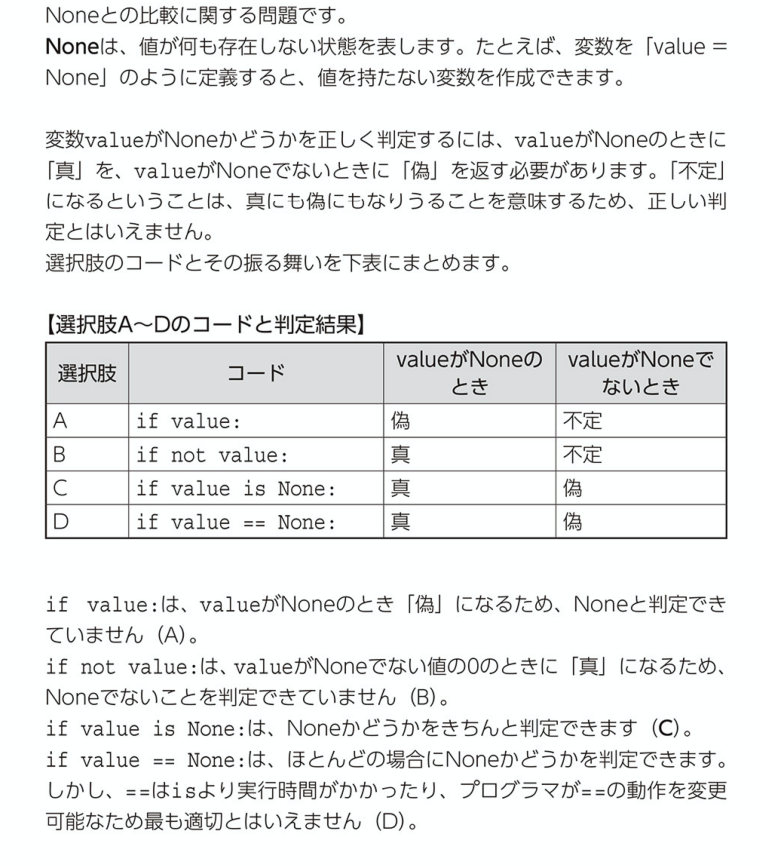 Noneとの比較に関する問題です。
Noneは、値が何も存在しない状態を表します。たとえば、変数を「value =
None」のように定義すると、値を持たない変数を作成できます。
変数valueがNoneかどうかを正しく判定するには、valueがNoneのときに
「真」を、valueがNoneでないときに「偽」を返す必要があります。「不定」
になるということは、真にも偽にもなりうることを意味するため、正しい判
定とはいえません。
選択肢のコードとその振る舞いを下表にまとめます。
【選択肢A〜Dのコードと判定結果】
選択肢 コード valueがNoneの
とき valueがNoneで
ないとき
A if value: 偽 不定
B if not value: 真 不定
C if value is None: 真 偽
D if value == None: 真 偽
if value:は、valueがNoneのとき「偽」になるため、Noneと判定でき
ていません（A）。
if not value:は、valueがNoneでない値の0のときに「真」になるため、
Noneでないことを判定できていません（B）。
if value is None:は、Noneかどうかをきちんと判定できます（C）。
if value == None:は、ほとんどの場合にNoneかどうかを判定できます。
しかし、==はisより実行時間がかかったり、プログラマが==の動作を変更
可能なため最も適切とはいえません（D）。